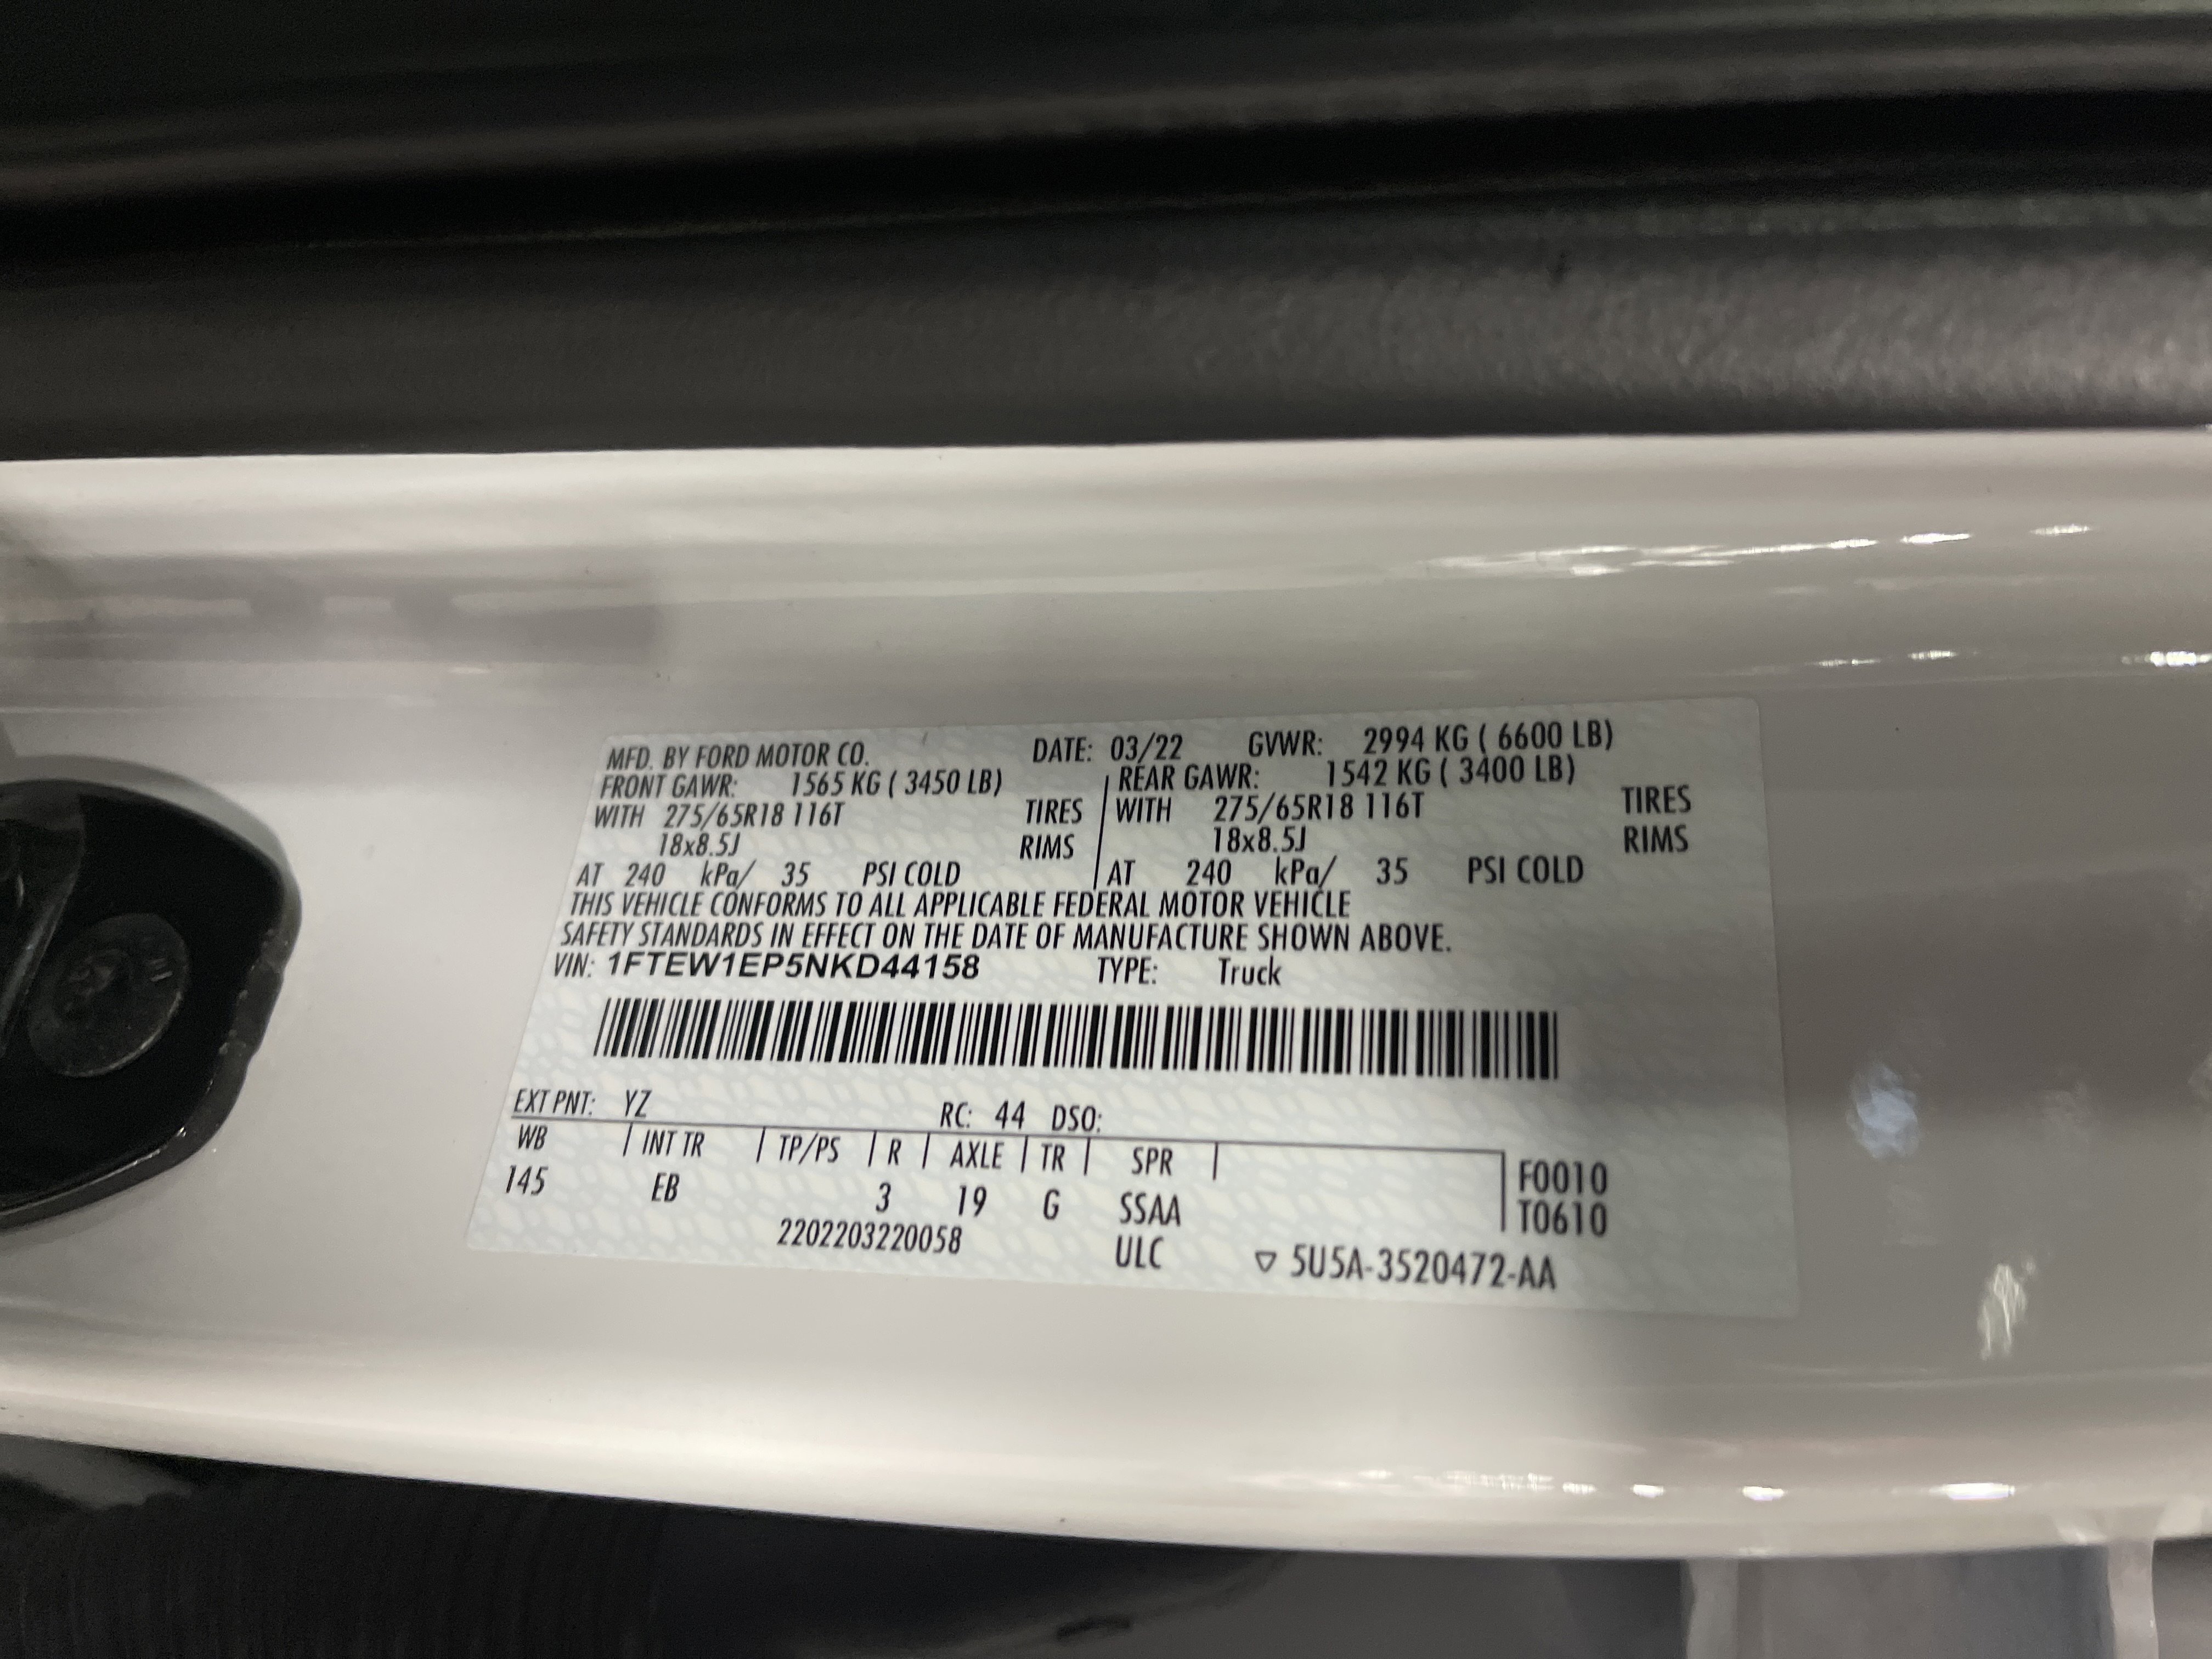 MFD. BY FORD MOTOR CO. DATE: 03/22 GVWR: 2994 KG ( 6600 LB)
FRONT GAWR: 1565 KG ( 3450 LB) REAR GAWR: 1542 KG ( 3400 LB)
WITH 275/65R18 116T TIRES WITH 275/65R18 116T TIRES
18x8.5J RIMS 18x8.5J RIMS
AT 240 kPa/ 35 PSI COLD AT 240 kPa/ 35 PSI COLD
THIS VEHICLE CONFORMS TO ALL APPLICABLE FEDERAL MOTOR VEHICLE
SAFETY STANDARDS IN EFFECT ON THE DATE OF MANUFACTURE SHOWN ABOVE.
VIN: 1FTEW1EP5NKD44158 TYPE: Truck
EXT PNT: YZ RC: 44 DSO:
WB INT TR TP/PS R AXLE TR SPR F0010
145 EB 3 19 G SSAA T0610
2202203220058 ULC ▽ 5U5A-3520472-AA